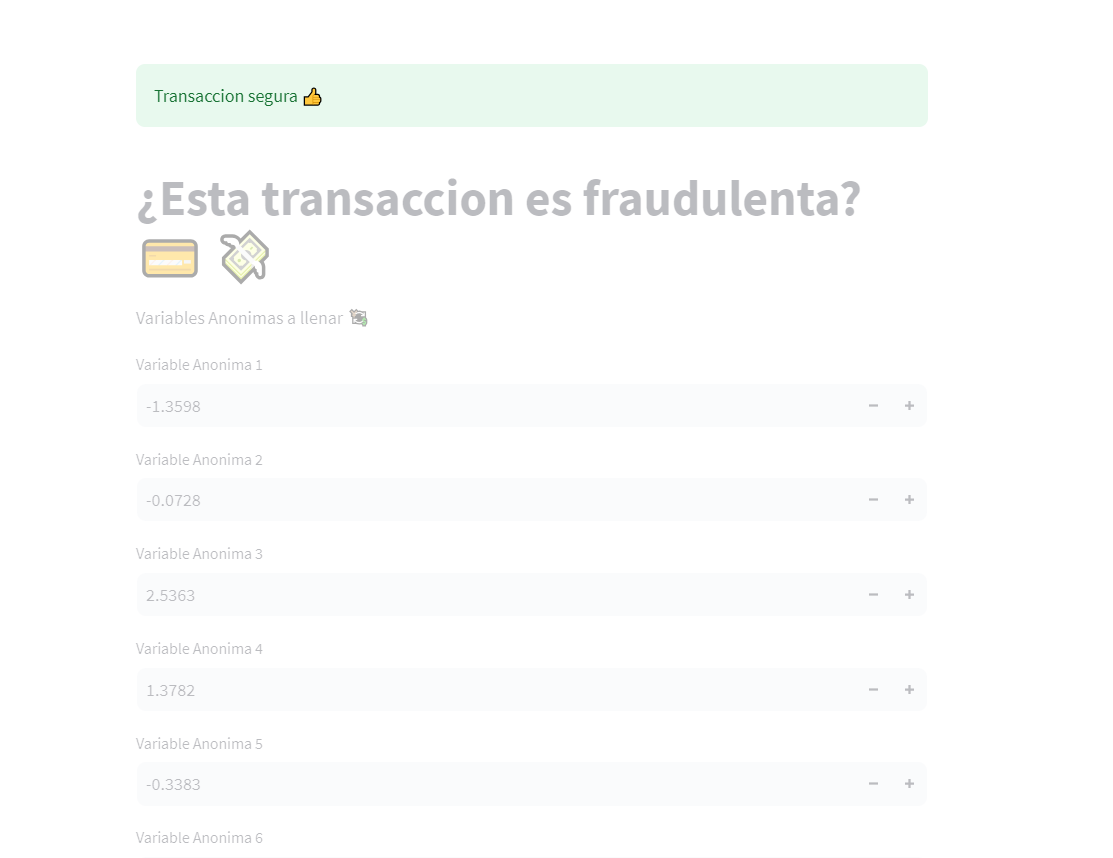 Transaccion segura 👍
¿Esta transaccion es fraudulenta?
💳 💸
Variables Anonimas a llenar
Variable Anonima 1
-1.3598
Variable Anonima 2
-0.0728
Variable Anonima 3
2.5363
Variable Anonima 4
1.3782
Variable Anonima 5
-0.3383
Variable Anonima 6